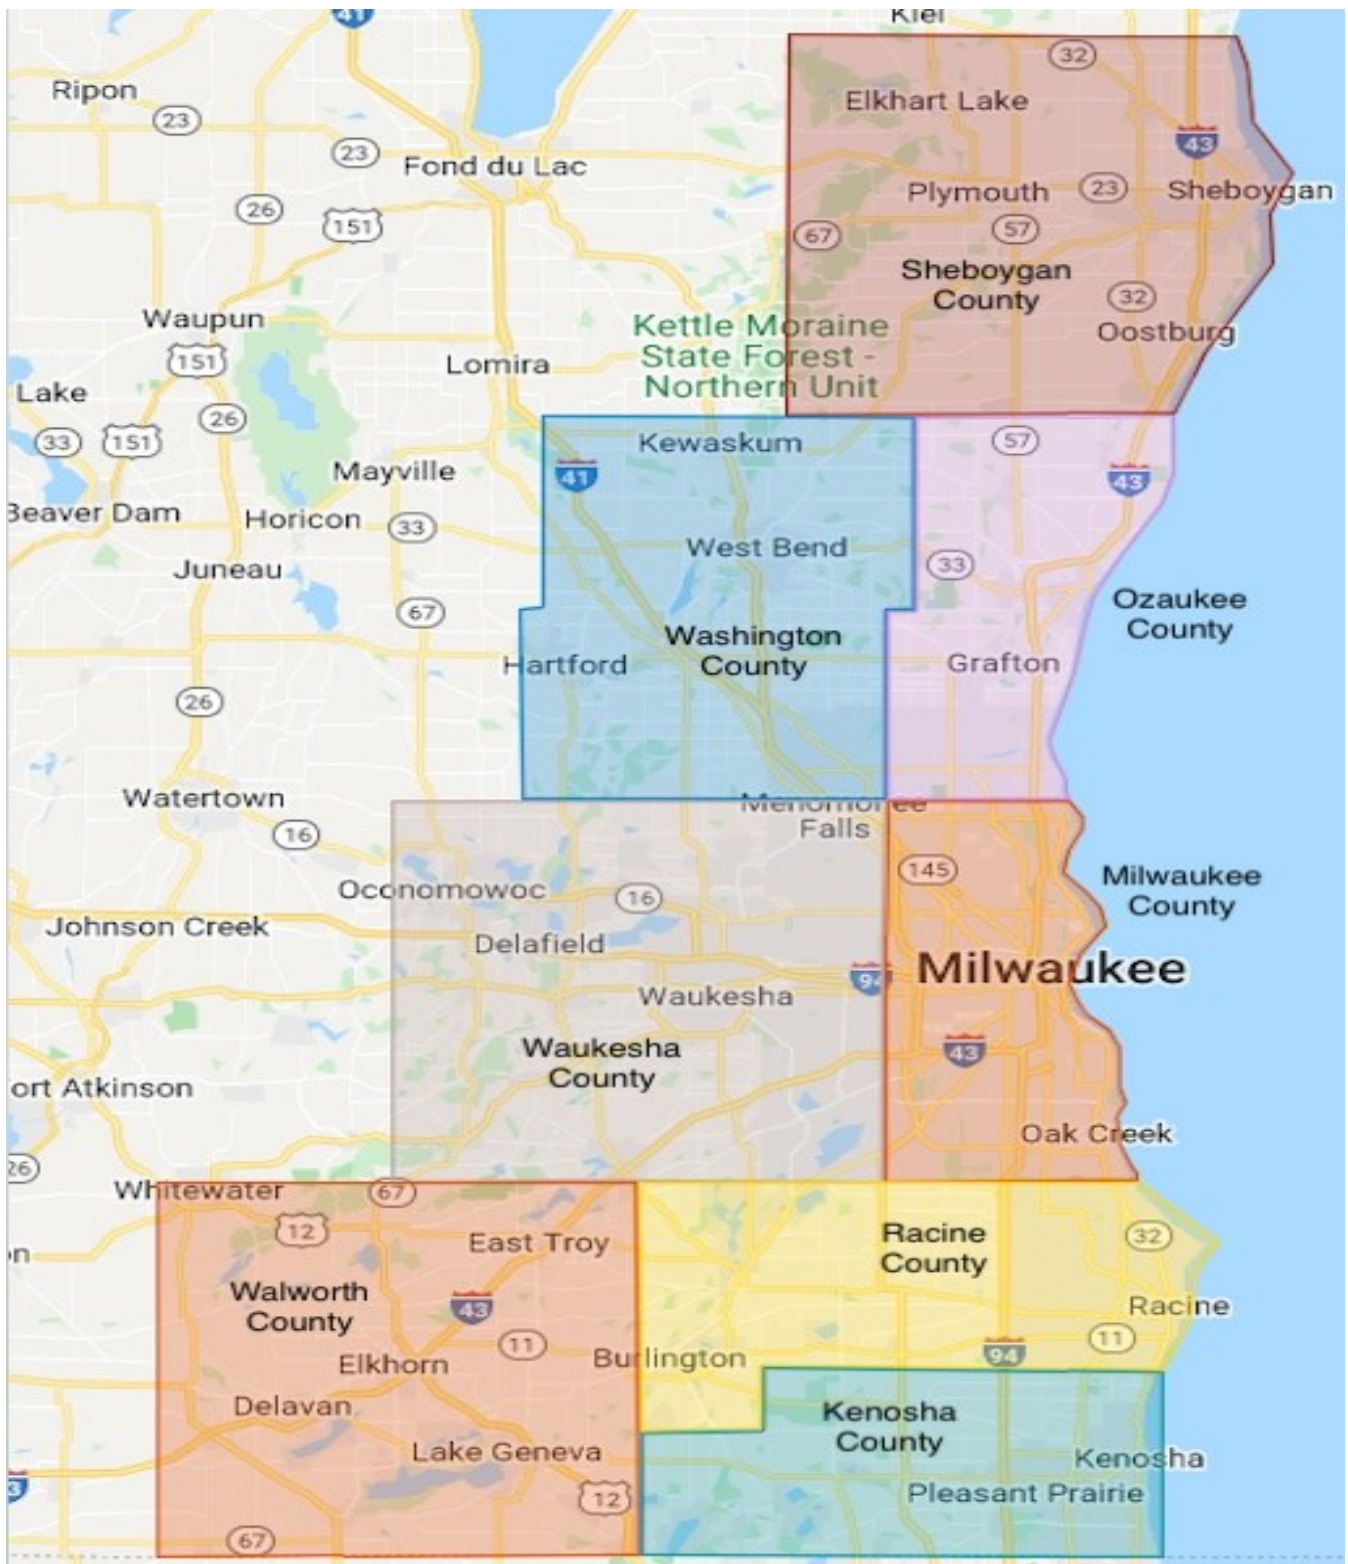 41
Kiel
32
Ripon
23
Elkhart Lake
43
23
Fond du Lac
Plymouth
23
Sheboygan
26
151
67
57
Sheboygan
County
32
Waupun
Kettle Moraine
State Forest -
Northern Unit
Oostburg
151
Lomira
Lake
26
33
151
Kewaskum
57
Mayville
41
43
Beaver Dam
Horicon
33
West Bend
33
Juneau
67
Ozaukee
County
Washington
County
Hartford
Grafton
26
Watertown
Menomonee
Falls
16
145
Milwaukee
County
Oconomowoc
16
Johnson Creek
Delafield
Milwaukee
94
Waukesha
Waukesha
County
43
ort Atkinson
Oak Creek
26
Whitewater
67
12
East Troy
Racine
County
32
on
Walworth
County
43
Racine
11
11
Elkhorn
Burlington
94
Delavan
Kenosha
County
Lake Geneva
Kenosha
3
12
Pleasant Prairie
67